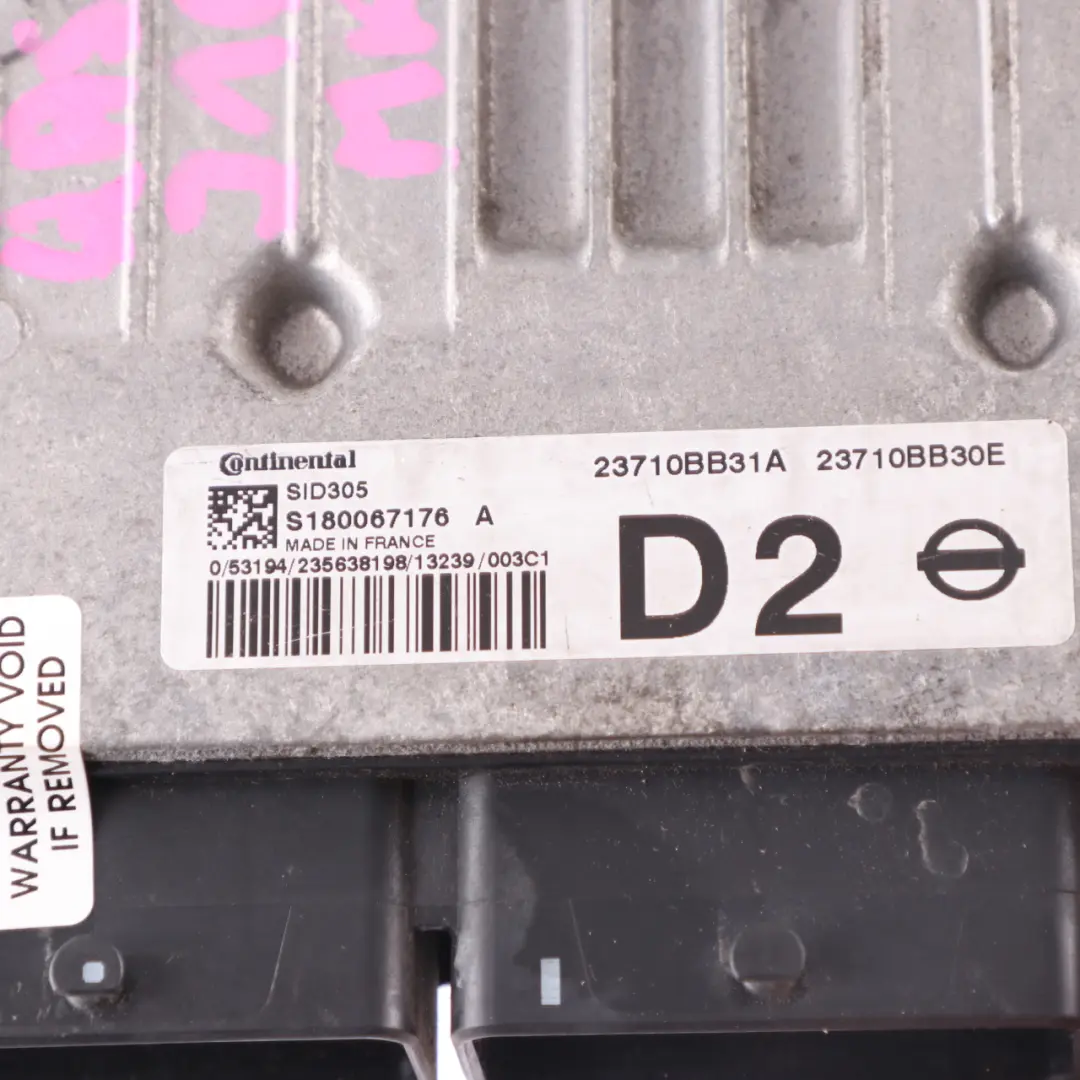 Continental
SID305
S180067176 A
MADE IN FRANCE
0/53194/235638198/13239/003C1
23710BB31A 23710BB30E
D2
WARRANTY VOID
IF REMOVED